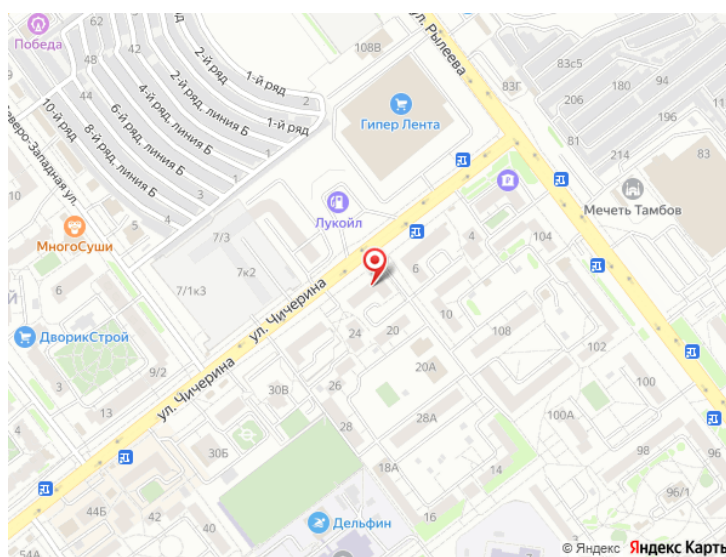 Победа
62
108В
ул. Рылеева
48
42
2-й ряд
1-й ряд
83с5
180
94
44
4-й ряд
2-й ряд, линия Б
2
83Г
206
196
10-й ряд
6-й ряд, линия Б
1-й ряд
Гипер Лента
81
8-й ряд, линия Б
3
214
83
4
1
Мечеть Тамбов
Северо-Западная ул.
Лукойл
МногоСуши
7/3
4
104
7к2
6
7/1к3
ул. Чичерина
10
6
24
20
108
ДворикСтрой
102
3
9/2
ул. Чичерина
20А
100
30В
26
13
28А
100А
28
30Б
98
18А
14
96/1
44Б
42
16
Дельфин
40
54А
© Яндекс Яндекс Карты